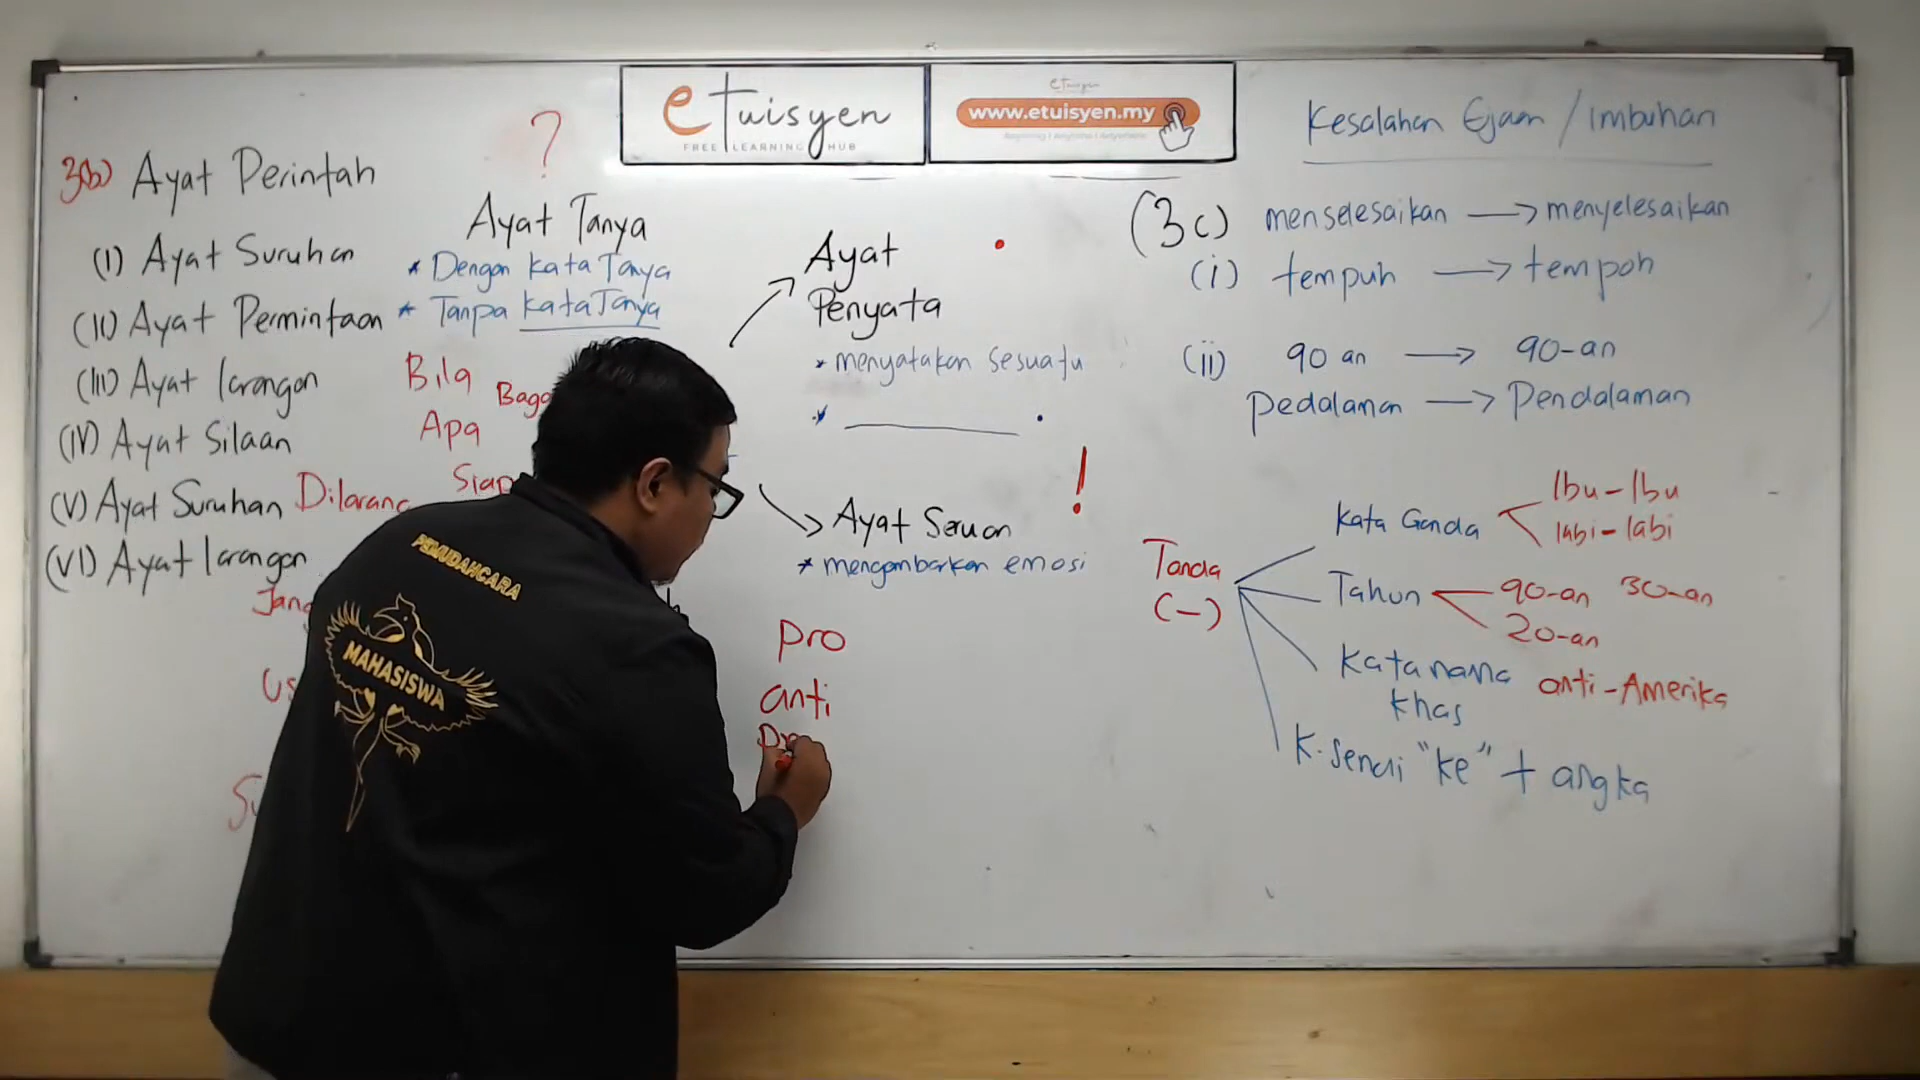 etuisyen
FREE LEARNING HUB
etuisyen
www.etuisyen.my
3(b) Ayat Perintah
(I) Ayat Suruhan
(II) Ayat Permintaan
(III) Ayat larangan
(IV) Ayat Silaan
(V) Ayat Suruhan Dilarang
(VI) Ayat larangan
?
Ayat Tanya
* Dengan kata Tanya
* Tanpa kata Tanya
Bila
Apa
Ayat
Penyata
* menyatakan sesuatu
* .
!
Ayat Seruan
* mengambarkan emosi
pro
anti
Kesalahan Ejaan / Imbuhan
(3c) menselesaikan → menyelesaikan
(i) tempuh → tempoh
(ii) 90 an → 90-an
pedalaman → Pendalaman
Tanda
(-)
Kata Ganda
Ibu-Ibu
labi-labi
Tahun
90-an 30-an
20-an
Kata nama
khas
anti-Amerika
K. Sendi "ke" + angka
PEMUDAHCARA
MAHASISWA